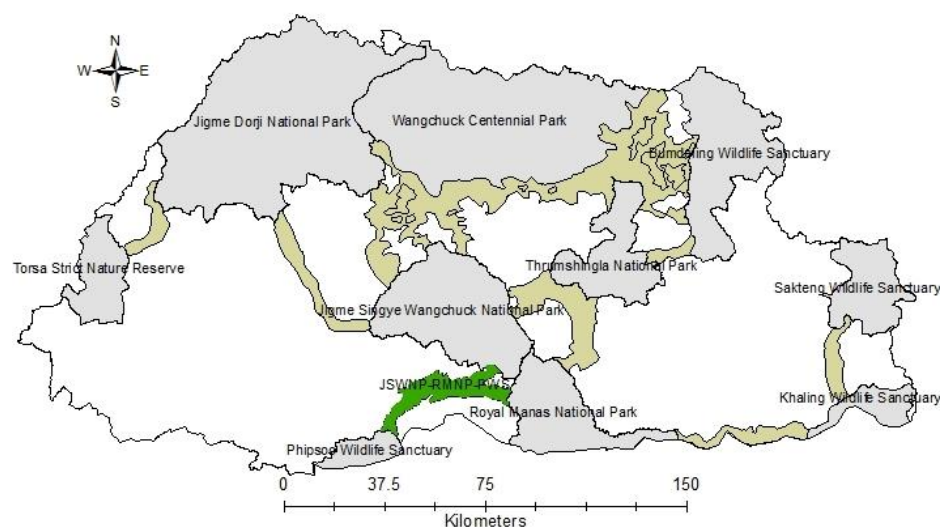 N
W E
S
Jigme Dorji National Park
Wangchuck Centennial Park
Bumdeling Wildlife Sanctuary
Torsa Strict Nature Reserve
Thrumshingla National Park
Sakteng Wildlife Sanctuary
Jigme Singye Wangchuck National Park
JSWNP-RMNP-PWS
Khaling Wildlife Sanctuary
Royal Manas National Park
Phipsoo Wildlife Sanctuary
0 37.5 75 150
Kilometers